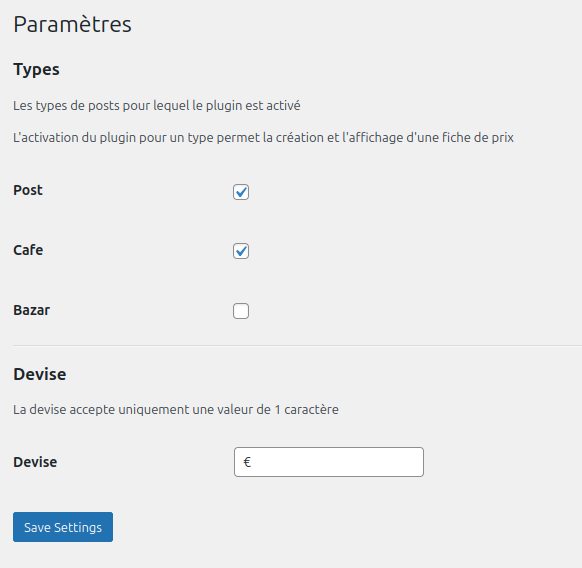 Paramètres
Types
Les types de posts pour lequel le plugin est activé
L'activation du plugin pour un type permet la création et l'affichage d'une fiche de prix
Post
Cafe
Bazar
Devise
La devise accepte uniquement une valeur de 1 caractère
Devise €
Save Settings